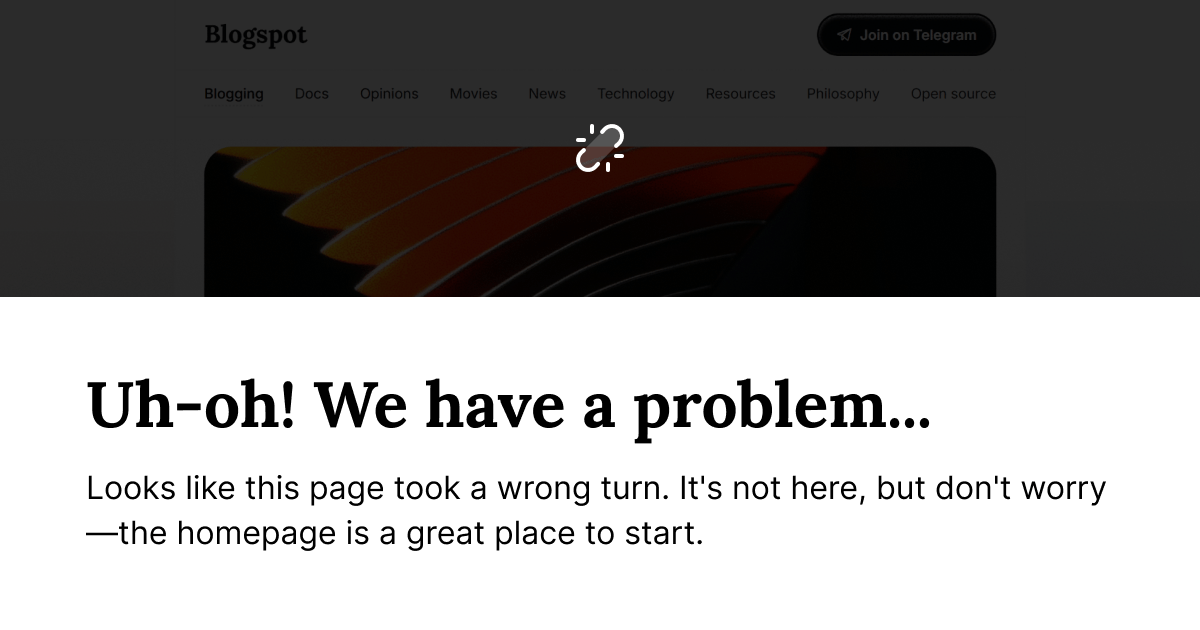 Blogspot
Join on Telegram
Blogging Docs Opinions Movies News Technology Resources Philosophy Open source
Uh-oh! We have a problem...
Looks like this page took a wrong turn. It's not here, but don't worry
—the homepage is a great place to start.